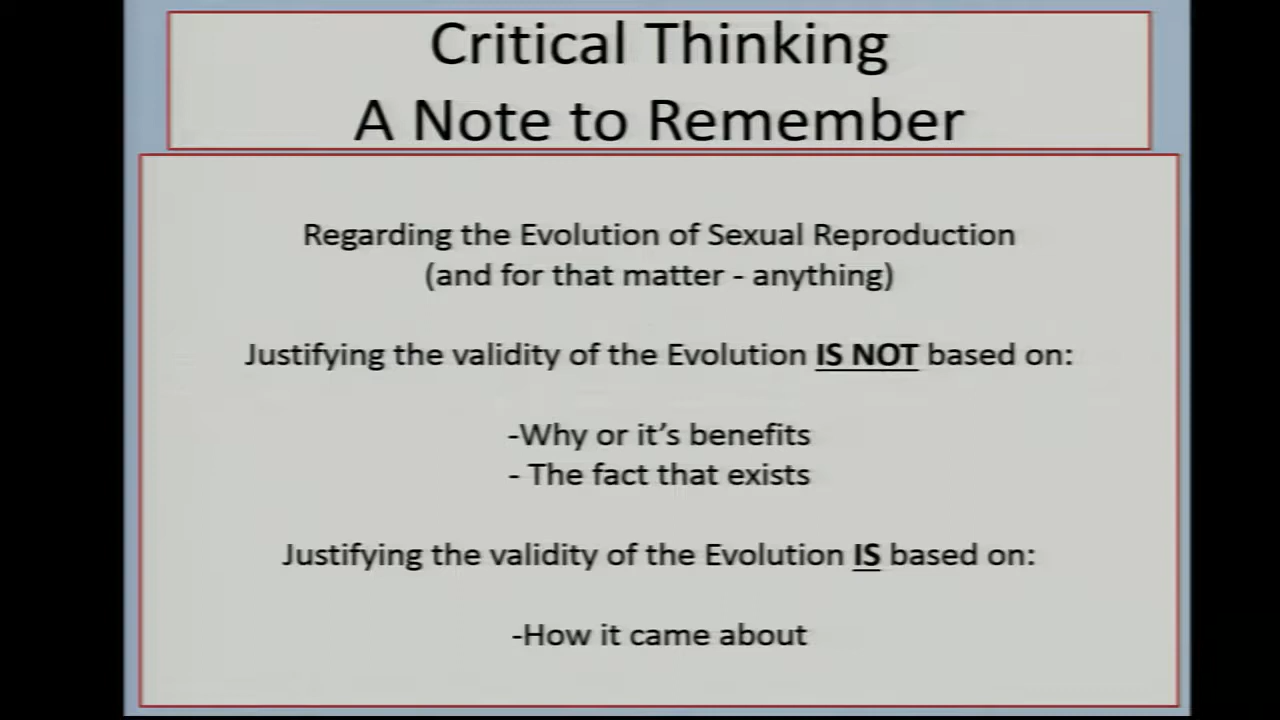 Critical Thinking
A Note to Remember
Regarding the Evolution of Sexual Reproduction
(and for that matter - anything)
Justifying the validity of the Evolution IS NOT based on:
-Why or it's benefits
- The fact that exists
Justifying the validity of the Evolution IS based on:
-How it came about